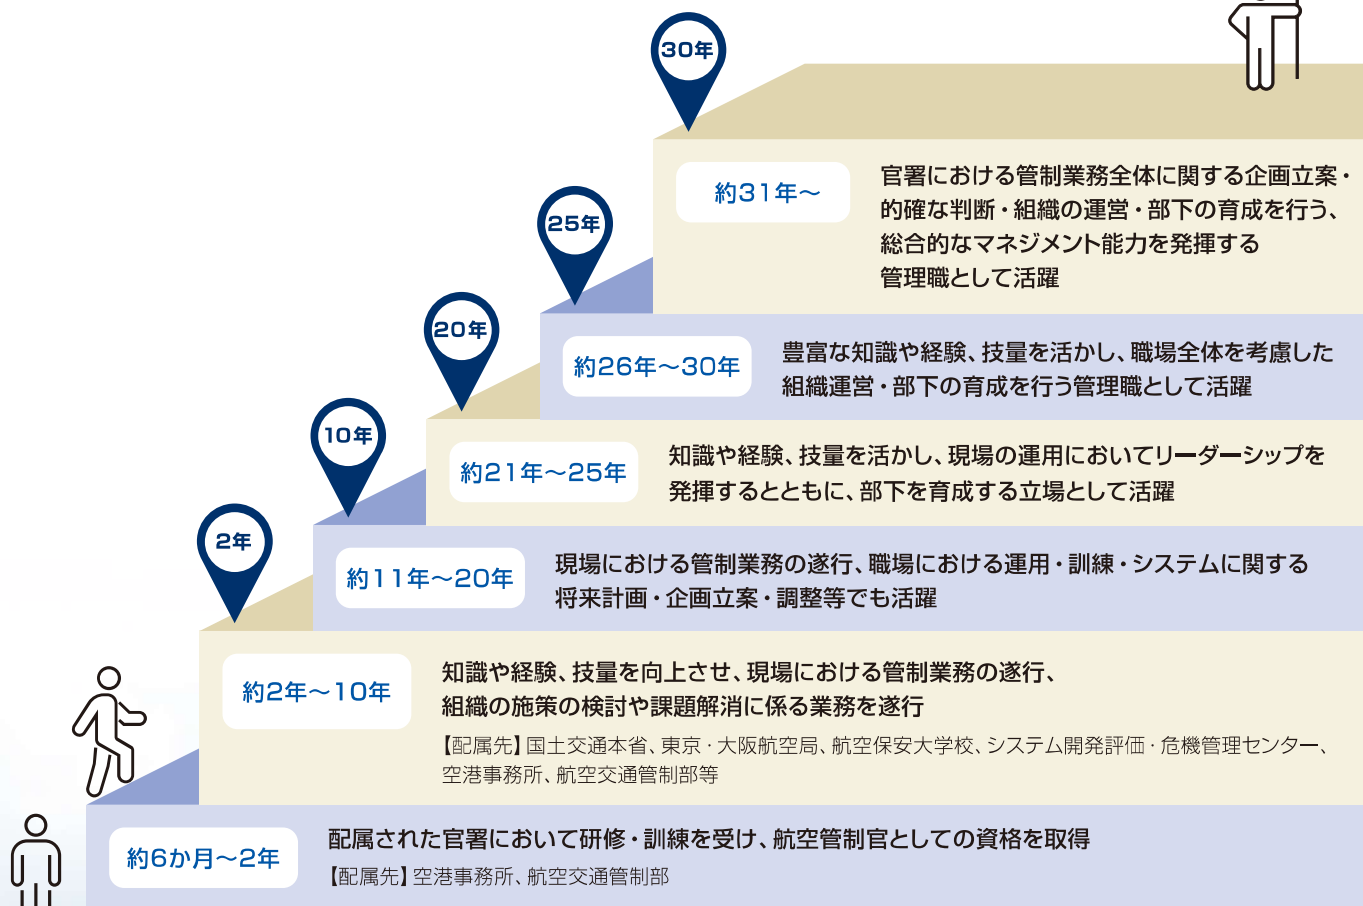 30年
約31年～
官署における管制業務全体に関する企画立案・
的確な判断・組織の運営・部下の育成を行う、
総合的なマネジメント能力を発揮する
管理職として活躍
25年
約26年～30年
豊富な知識や経験、技量を活かし、職場全体を考慮した
組織運営・部下の育成を行う管理職として活躍
20年
約21年～25年
知識や経験、技量を活かし、現場の運用においてリーダーシップを
発揮するとともに、部下を育成する立場として活躍
10年
約11年～20年
現場における管制業務の遂行、職場における運用・訓練・システムに関する
将来計画・企画立案・調整等でも活躍
2年
約2年～10年
知識や経験、技量を向上させ、現場における管制業務の遂行、
組織の施策の検討や課題解消に係る業務を遂行
【配属先】国土交通本省、東京・大阪航空局、航空保安大学校、システム開発評価・危機管理センター、
空港事務所、航空交通管制部等
約6か月～2年
配属された官署において研修・訓練を受け、航空管制官としての資格を取得
【配属先】空港事務所、航空交通管制部